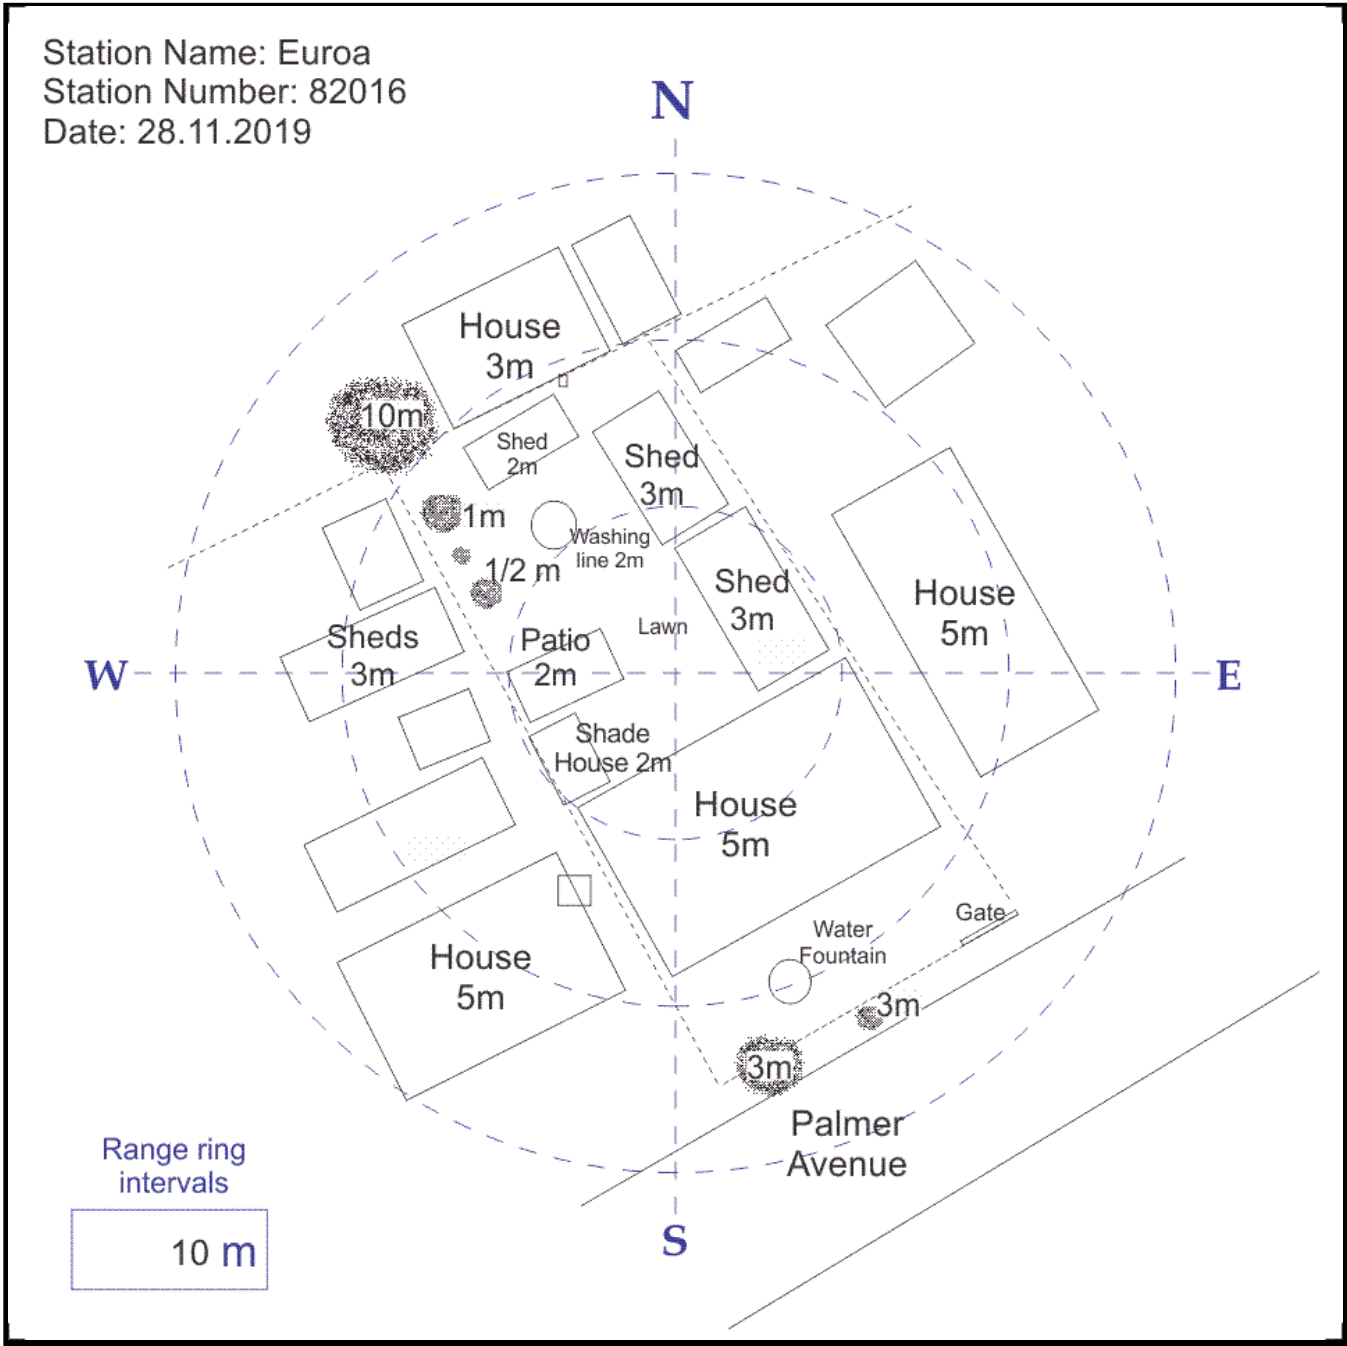 Station Name: Euroa
Station Number: 82016
Date: 28.11.2019
N
House
3m
10m
Shed
2m
Shed
3m
1m
Washing
line 2m
1/2 m
Shed
3m
House
5m
Lawn
Sheds
3m
Patio
2m
W
E
Shade
House 2m
House
5m
Gate
Water
Fountain
House
5m
3m
3m
Palmer
Avenue
Range ring
intervals
10 m
S